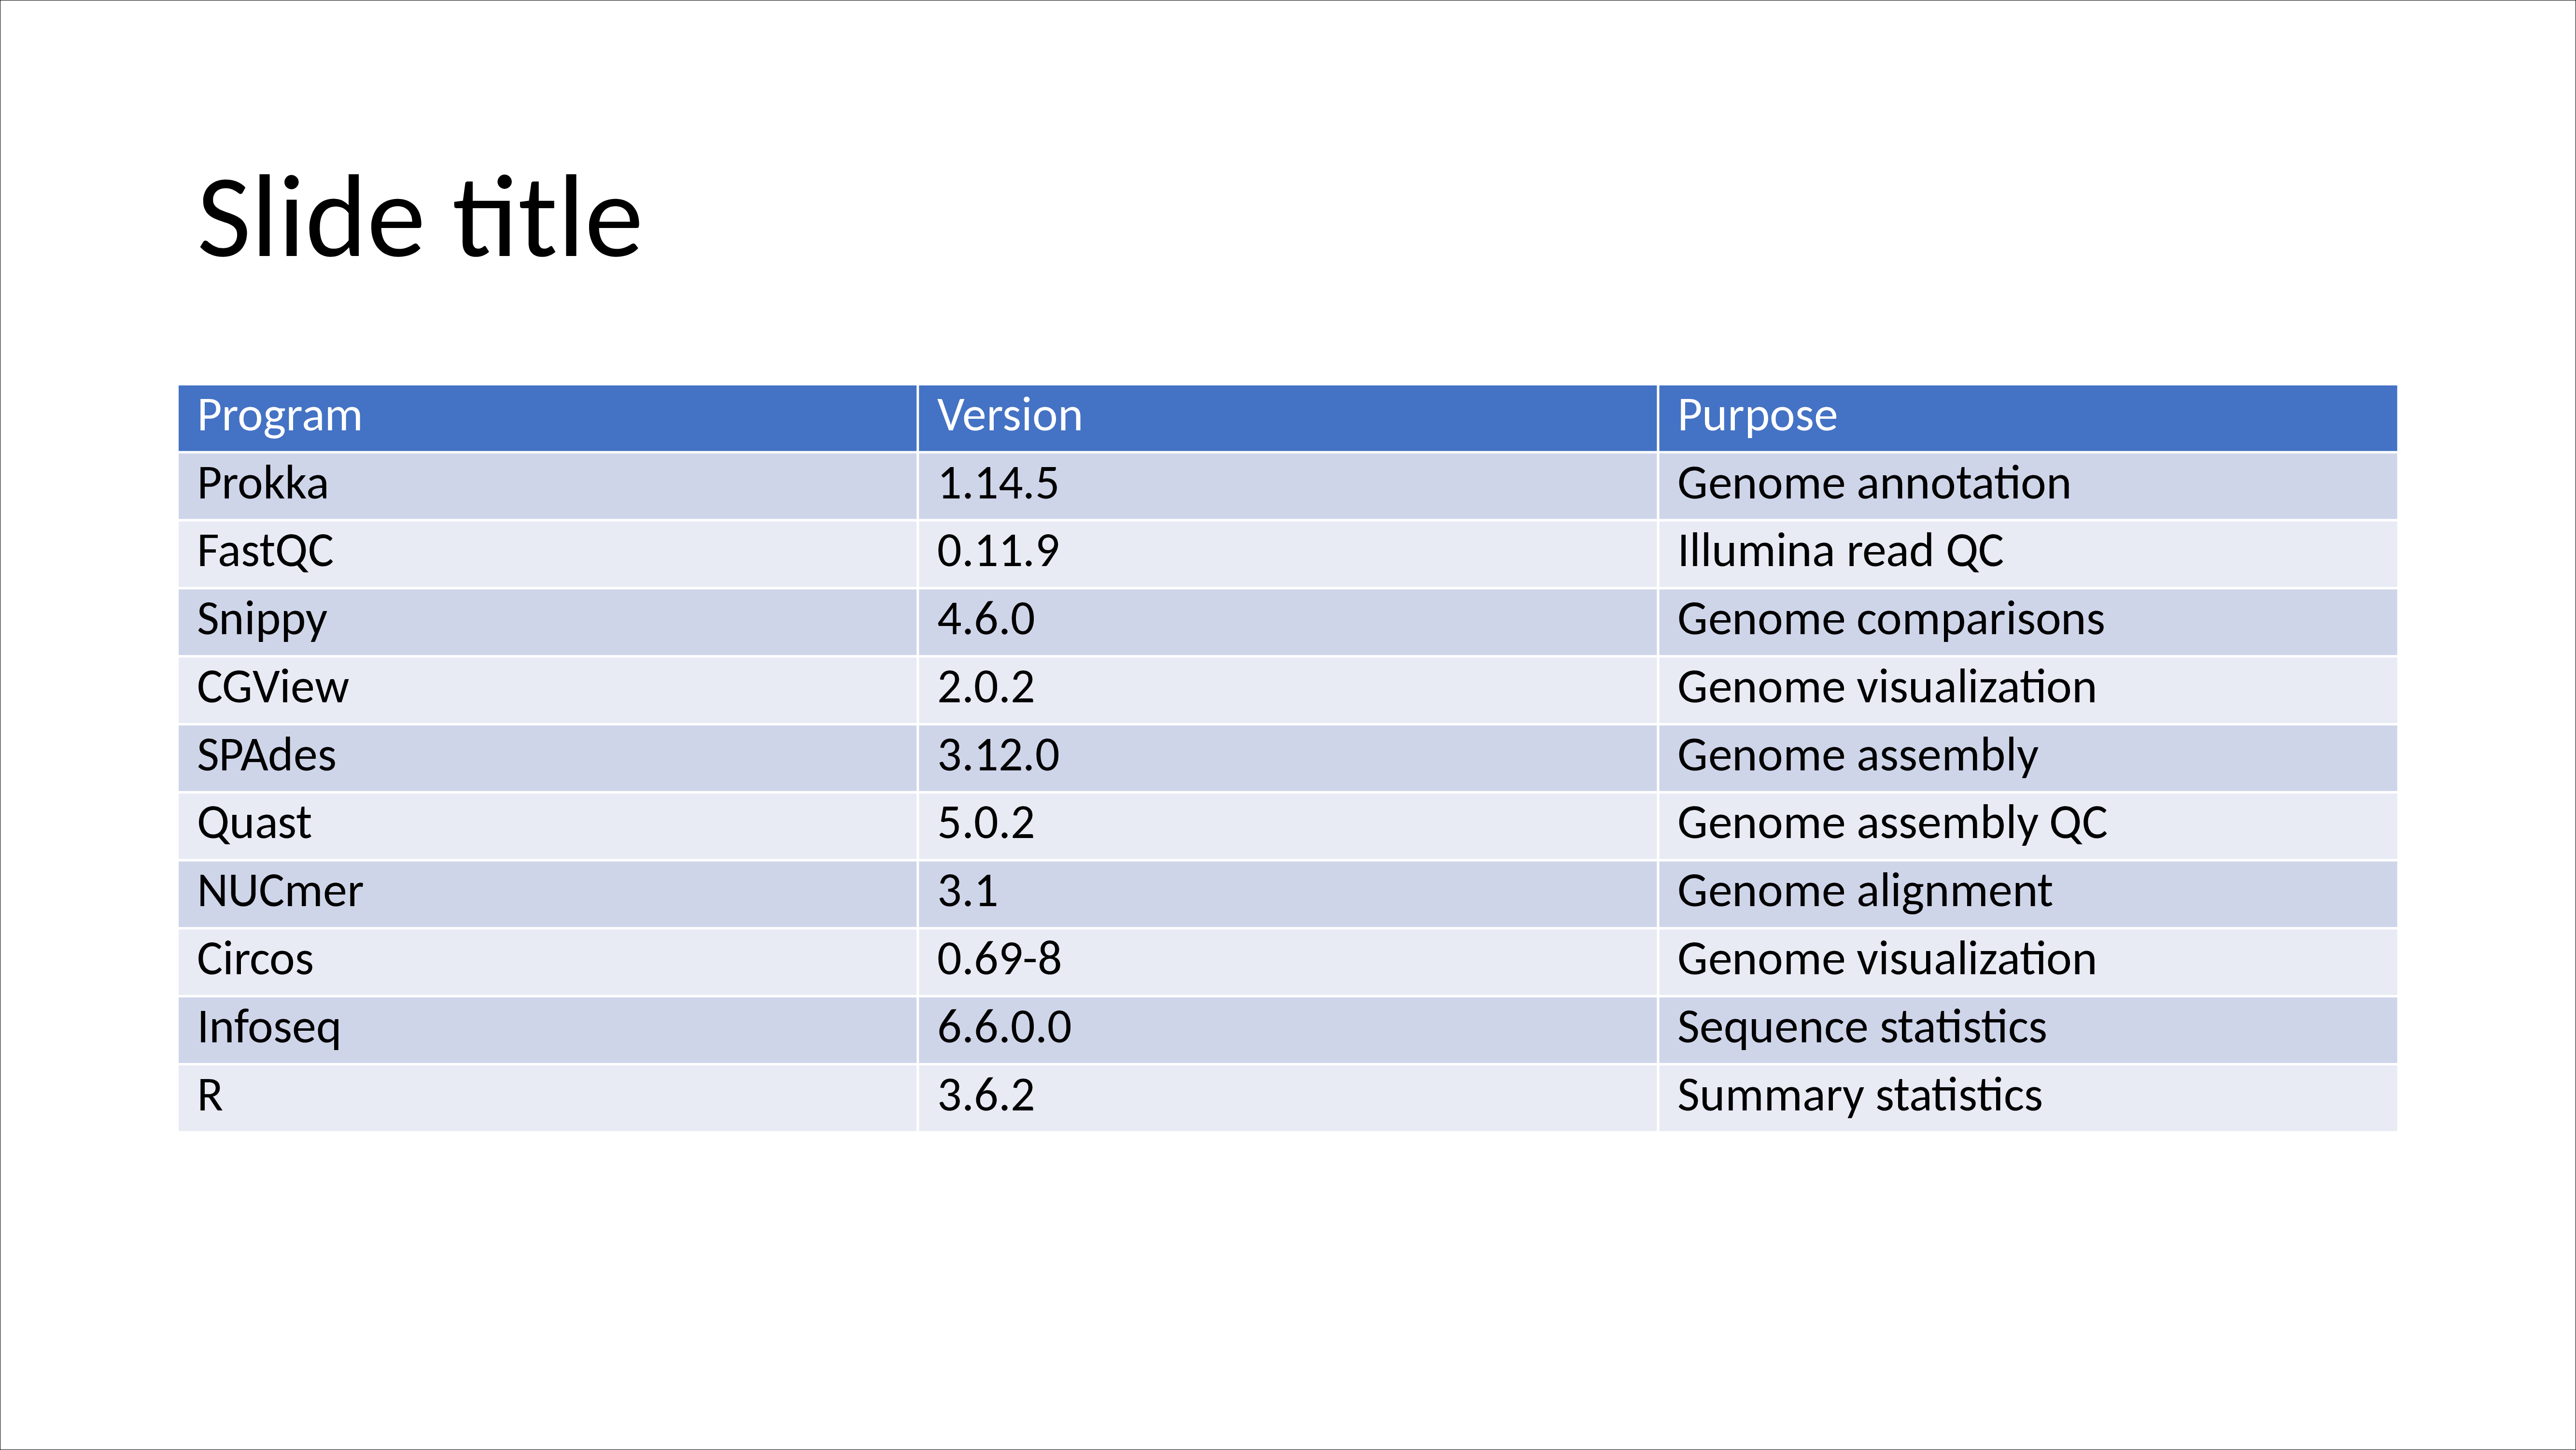 Slide title
Program Version Purpose
Prokka 1.14.5 Genome annotation
FastQC 0.11.9 Illumina read QC
Snippy 4.6.0 Genome comparisons
CGView 2.0.2 Genome visualization
SPAdes 3.12.0 Genome assembly
Quast 5.0.2 Genome assembly QC
NUCmer 3.1 Genome alignment
Circos 0.69-8 Genome visualization
Infoseq 6.6.0.0 Sequence statistics
R 3.6.2 Summary statistics